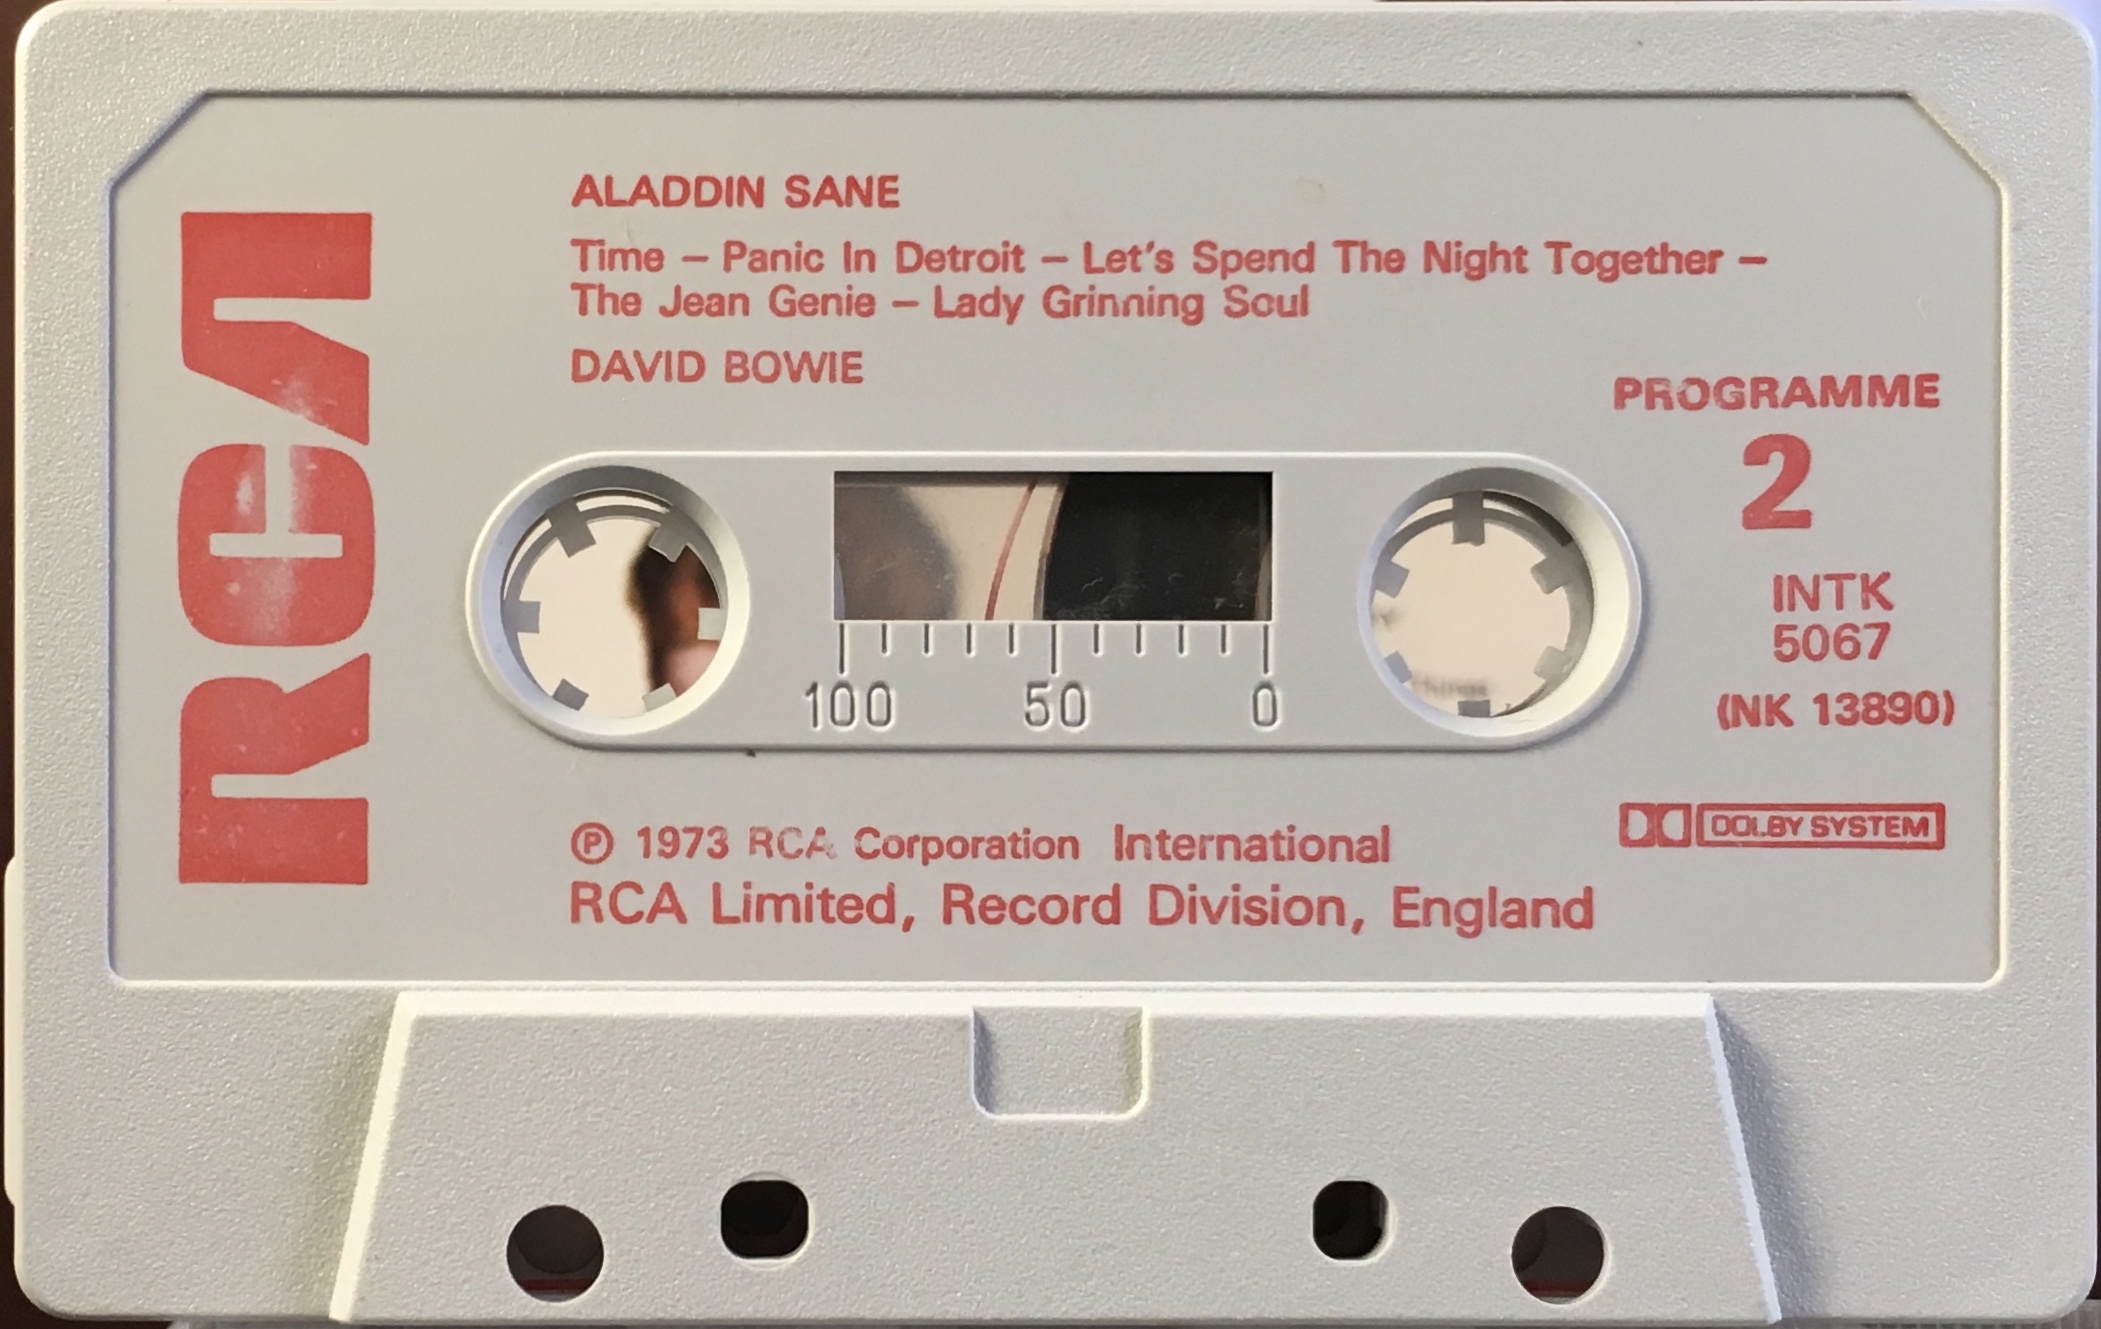 RCA
ALADDIN SANE
Time – Panic In Detroit – Let's Spend The Night Together –
The Jean Genie – Lady Grinning Soul
DAVID BOWIE
PROGRAMME
2
INTK
5067
(NK 13890)
100 50 0
DOLBY SYSTEM
Ⓟ 1973 RCA Corporation International
RCA Limited, Record Division, England